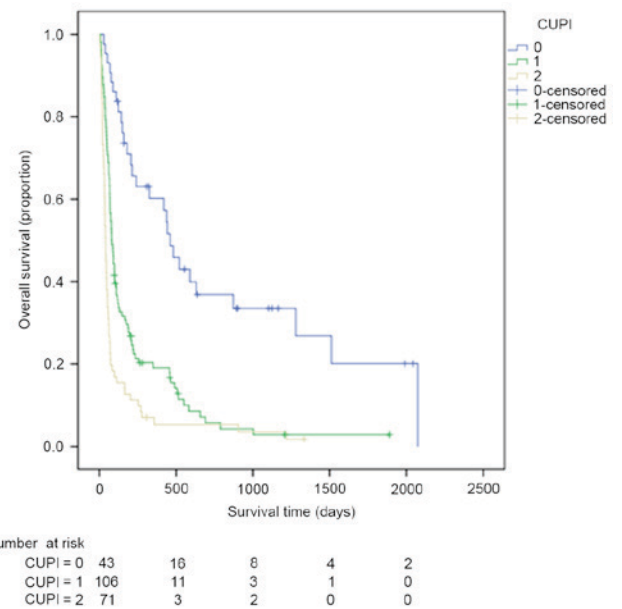 CUPI
0
1
2
0-censored
1-censored
2-censored
Overall survival (proportion)
1.0
0.8
0.6
0.4
0.2
0.0
0 500 1000 1500 2000 2500
Survival time (days)
umber at risk
CUPI = 0 43 16 8 4 2
CUPI = 1 106 11 3 1 0
CUPI = 2 71 3 2 0 0